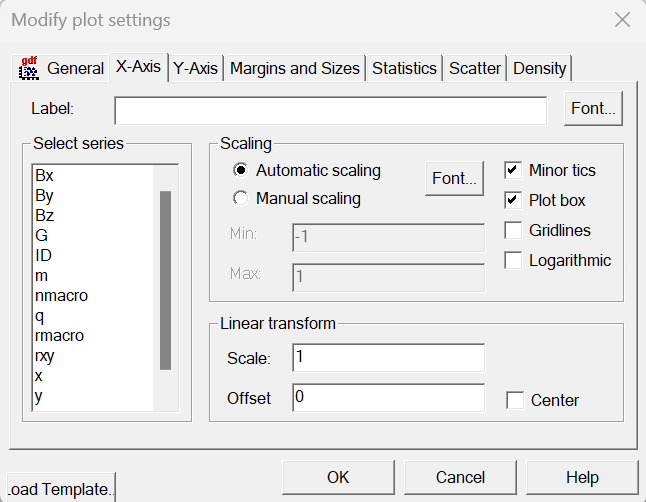 Modify plot settings
gdf
General X-Axis Y-Axis Margins and Sizes Statistics Scatter Density
Label: Font...
Select series
Bx
By
Bz
G
ID
m
nmacro
q
rmacro
rxy
x
y
Scaling
Automatic scaling Font... Minor tics
Manual scaling Plot box
Min: -1 Gridlines
Max: 1 Logarithmic
Linear transform
Scale: 1
Offset 0 Center
OK Cancel Help
oad Template..